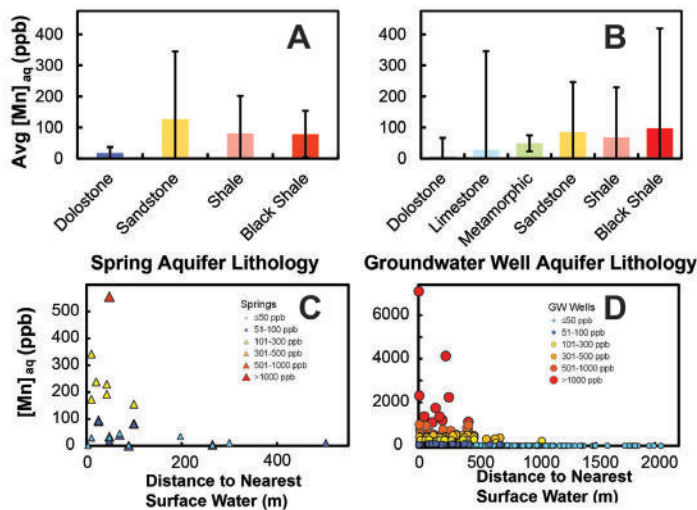 A
B
Avg [Mn] aq (ppb)
400
300
200
100
0
400
300
200
100
0
Dolostone
Sandstone
Shale
Black Shale
Dolostone
Limestone
Metamorphic
Sandstone
Shale
Black Shale
Spring Aquifer Lithology
Groundwater Well Aquifer Lithology
C
D
[Mn]aq (ppb)
500
400
300
200
100
0
Springs
≤50 ppb
51-100 ppb
101-300 ppb
301-500 ppb
501-1000 ppb
>1000 ppb
6000
4000
2000
0
GW Wells
≤50 ppb
51-100 ppb
101-300 ppb
301-500 ppb
501-1000 ppb
>1000 ppb
0 200 400
0 500 1000 1500 2000
Distance to Nearest
Surface Water (m)
Distance to Nearest
Surface Water (m)